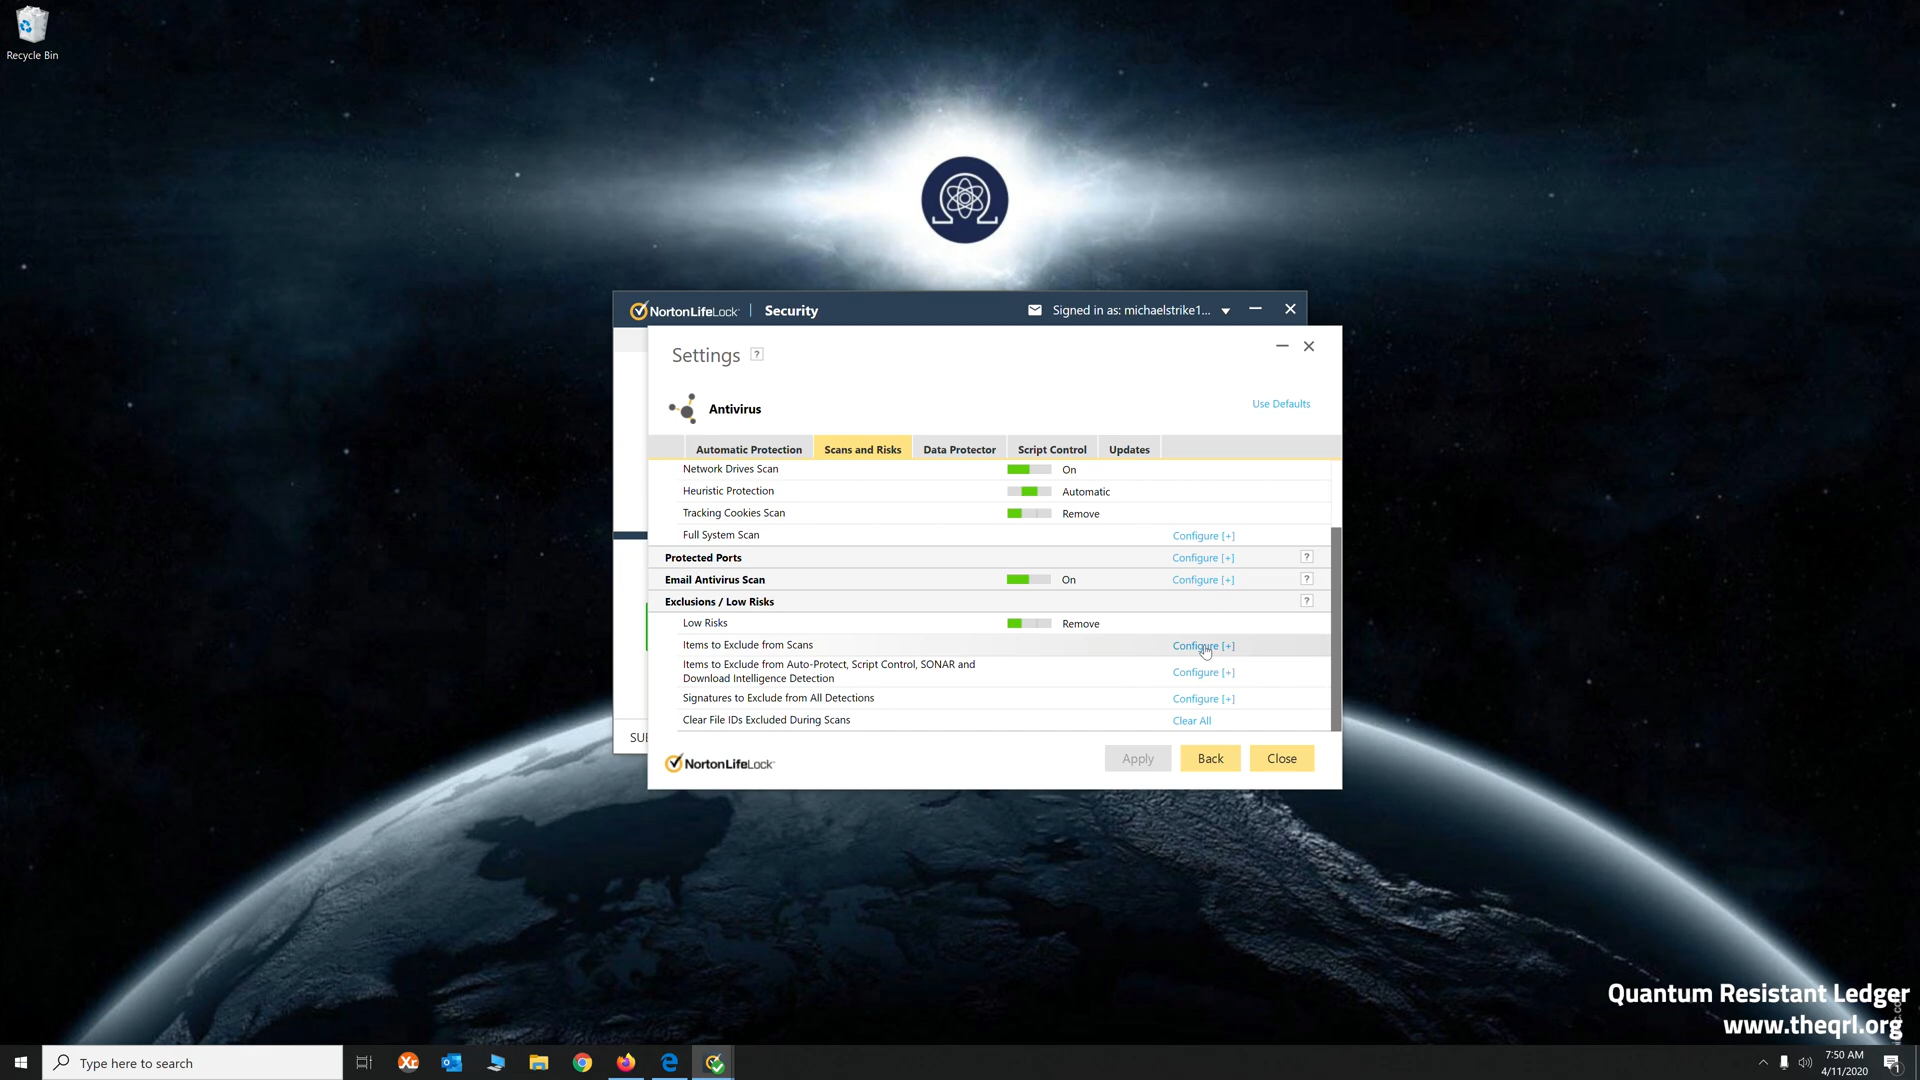 Recycle Bin
NortonLifeLock
Security
Signed in as: michaelstrike1...
Settings ?
Antivirus
Use Defaults
Automatic Protection
Scans and Risks
Data Protector
Script Control
Updates
Network Drives Scan
On
Heuristic Protection
Automatic
Tracking Cookies Scan
Remove
Full System Scan
Configure [+]
Protected Ports
Configure [+]
?
Email Antivirus Scan
On
Configure [+]
?
Exclusions / Low Risks
?
Low Risks
Remove
Items to Exclude from Scans
Configure [+]
Items to Exclude from Auto-Protect, Script Control, SONAR and
Download Intelligence Detection
Configure [+]
Signatures to Exclude from All Detections
Configure [+]
Clear File IDs Excluded During Scans
Clear All
NortonLifeLock
Apply
Back
Close
Quantum Resistant Ledger
www.theqrl.org
Type here to search
7:50 AM
4/11/2020
1